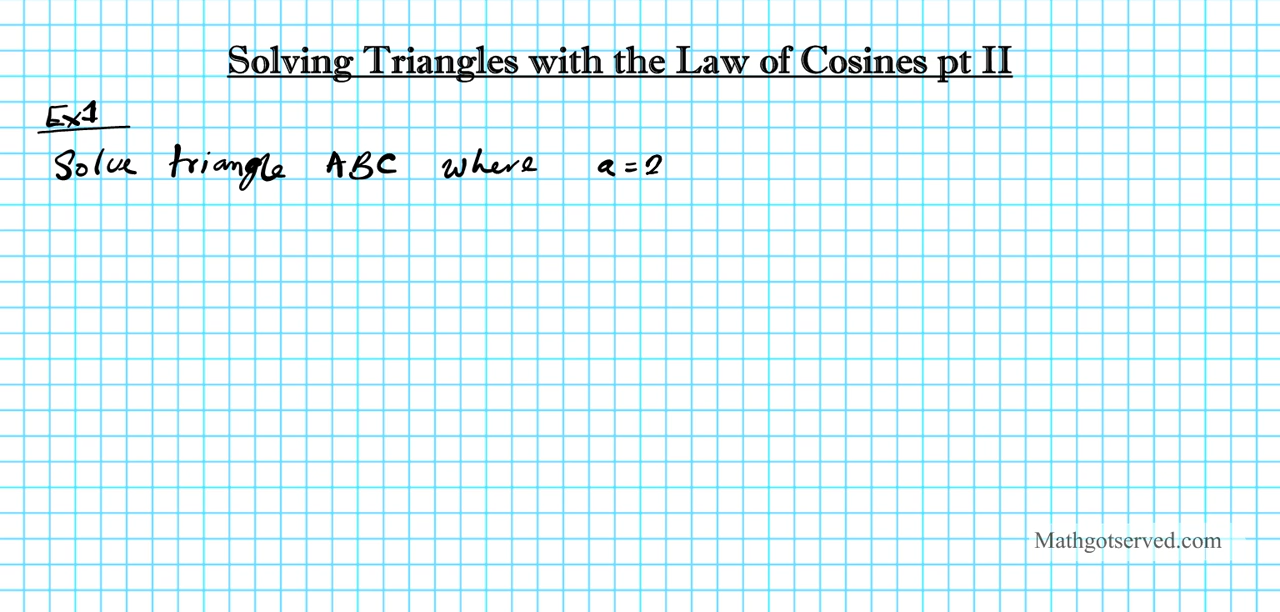 Solving Triangles with the Law of Cosines pt II
Ex1
Solve triangle ABC where a = 2
Mathgotserved.com